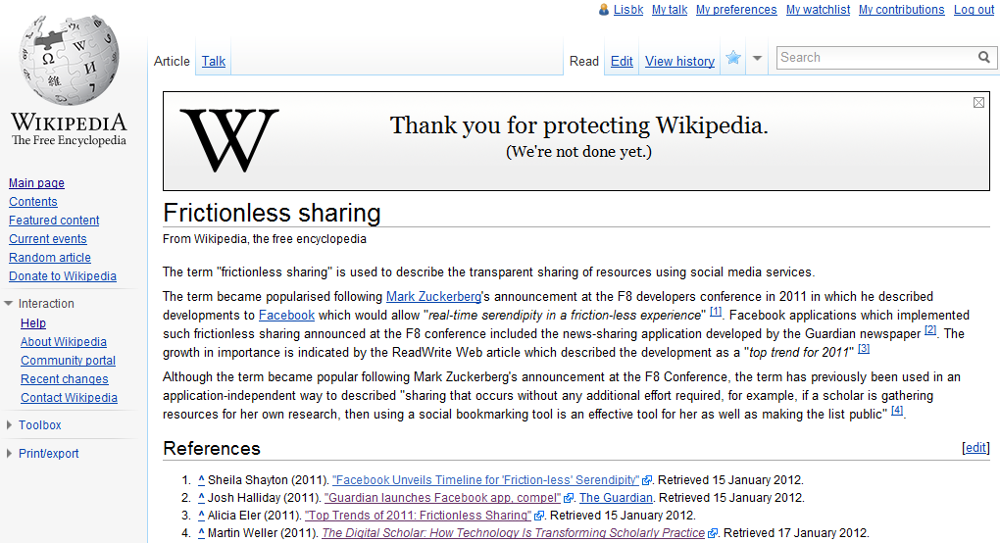 Lisbk My talk My preferences My watchlist My contributions Log out
Article Talk Read Edit View history Search
WIKIPEDIA
The Free Encyclopedia
Main page
Contents
Featured content
Current events
Random article
Donate to Wikipedia
Interaction
Help
About Wikipedia
Community portal
Recent changes
Contact Wikipedia
Toolbox
Print/export
W
Thank you for protecting Wikipedia.
(We're not done yet.)
Frictionless sharing
From Wikipedia, the free encyclopedia
The term "frictionless sharing" is used to describe the transparent sharing of resources using social media services.
The term became popularised following Mark Zuckerberg's announcement at the F8 developers conference in 2011 in which he described
developments to Facebook which would allow "real-time serendipity in a friction-less experience" [1]. Facebook applications which implemented
such frictionless sharing announced at the F8 conference included the news-sharing application developed by the Guardian newspaper [2]. The
growth in importance is indicated by the ReadWrite Web article which described the development as a "top trend for 2011" [3]
Although the term became popular following Mark Zuckerberg's announcement at the F8 Conference, the term has previously been used in an
application-independent way to described "sharing that occurs without any additional effort required, for example, if a scholar is gathering
resources for her own research, then using a social bookmarking tool is an effective tool for her as well as making the list public" [4].
References [edit]
1. ^ Sheila Shayton (2011). "Facebook Unveils Timeline for 'Friction-less' Serendipity". Retrieved 15 January 2012.
2. ^ Josh Halliday (2011). "Guardian launches Facebook app, compel". The Guardian. Retrieved 15 January 2012.
3. ^ Alicia Eler (2011). "Top Trends of 2011: Frictionless Sharing". Retrieved 15 January 2012.
4. ^ Martin Weller (2011). The Digital Scholar: How Technology Is Transforming Scholarly Practice. Retrieved 17 January 2012.